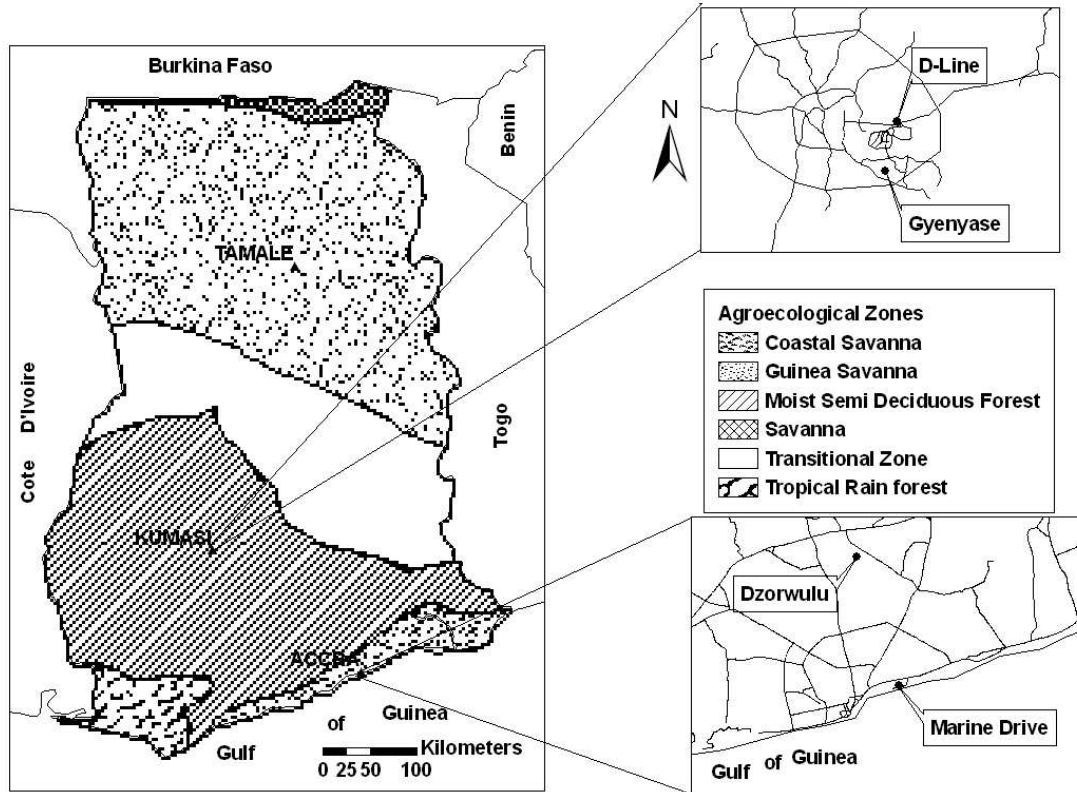 Burkina Faso
Benin
TAMALE
Cote D'Ivoire
Togo
KUMASI
ACCRA
Gulf of Guinea
Kilometers
0 25 50 100
N
D-Line
Gyenyase
Agroecological Zones
Coastal Savanna
Guinea Savanna
Moist Semi Deciduous Forest
Savanna
Transitional Zone
Tropical Rain forest
Dzorwulu
Marine Drive
Gulf of Guinea